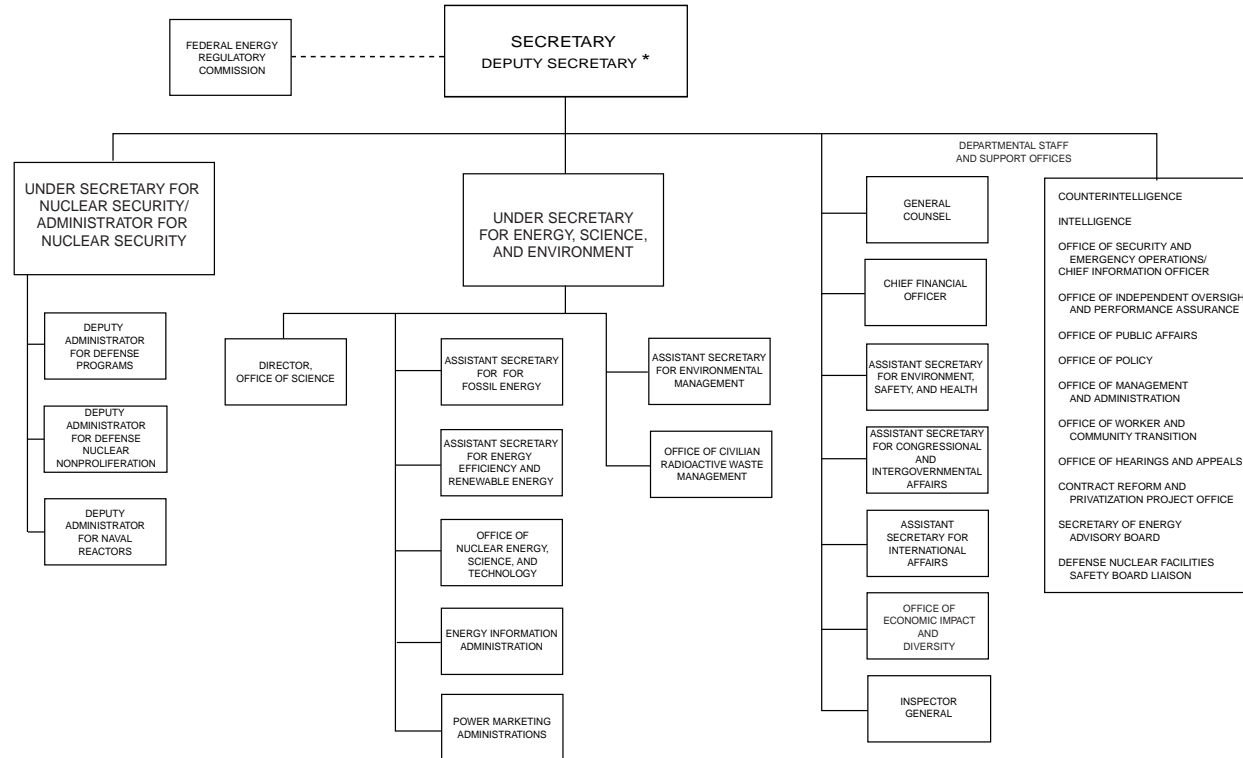 FEDERAL ENERGY
REGULATORY
COMMISSION
SECRETARY
DEPUTY SECRETARY *
DEPARTMENTAL STAFF
AND SUPPORT OFFICES
UNDER SECRETARY FOR
NUCLEAR SECURITY/
ADMINISTRATOR FOR
NUCLEAR SECURITY
DEPUTY
ADMINISTRATOR
FOR DEFENSE
PROGRAMS
DEPUTY
ADMINISTRATOR
FOR DEFENSE
NUCLEAR
NONPROLIFERATION
DEPUTY
ADMINISTRATOR
FOR NAVAL
REACTORS
UNDER SECRETARY
FOR ENERGY, SCIENCE,
AND ENVIRONMENT
DIRECTOR,
OFFICE OF SCIENCE
ASSISTANT SECRETARY
FOR FOR
FOSSIL ENERGY
ASSISTANT SECRETARY
FOR ENERGY
EFFICIENCY AND
RENEWABLE ENERGY
OFFICE OF
NUCLEAR ENERGY,
SCIENCE, AND
TECHNOLOGY
ENERGY INFORMATION
ADMINISTRATION
POWER MARKETING
ADMINISTRATIONS
ASSISTANT SECRETARY
FOR ENVIRONMENTAL
MANAGEMENT
OFFICE OF CIVILIAN
RADIOACTIVE WASTE
MANAGEMENT
GENERAL
COUNSEL
CHIEF FINANCIAL
OFFICER
ASSISTANT SECRETARY
FOR ENVIRONMENT,
SAFETY, AND HEALTH
ASSISTANT SECRETARY
FOR CONGRESSIONAL
AND
INTERGOVERNMENTAL
AFFAIRS
ASSISTANT
SECRETARY FOR
INTERNATIONAL
AFFAIRS
OFFICE OF
ECONOMIC IMPACT
AND
DIVERSITY
INSPECTOR
GENERAL
COUNTERINTELLIGENCE
INTELLIGENCE
OFFICE OF SECURITY AND
EMERGENCY OPERATIONS/
CHIEF INFORMATION OFFICER
OFFICE OF INDEPENDENT OVERSIGH
AND PERFORMANCE ASSURANCE
OFFICE OF PUBLIC AFFAIRS
OFFICE OF POLICY
OFFICE OF MANAGEMENT
AND ADMINISTRATION
OFFICE OF WORKER AND
COMMUNITY TRANSITION
OFFICE OF HEARINGS AND APPEALS
CONTRACT REFORM AND
PRIVATIZATION PROJECT OFFICE
SECRETARY OF ENERGY
ADVISORY BOARD
DEFENSE NUCLEAR FACILITIES
SAFETY BOARD LIAISON